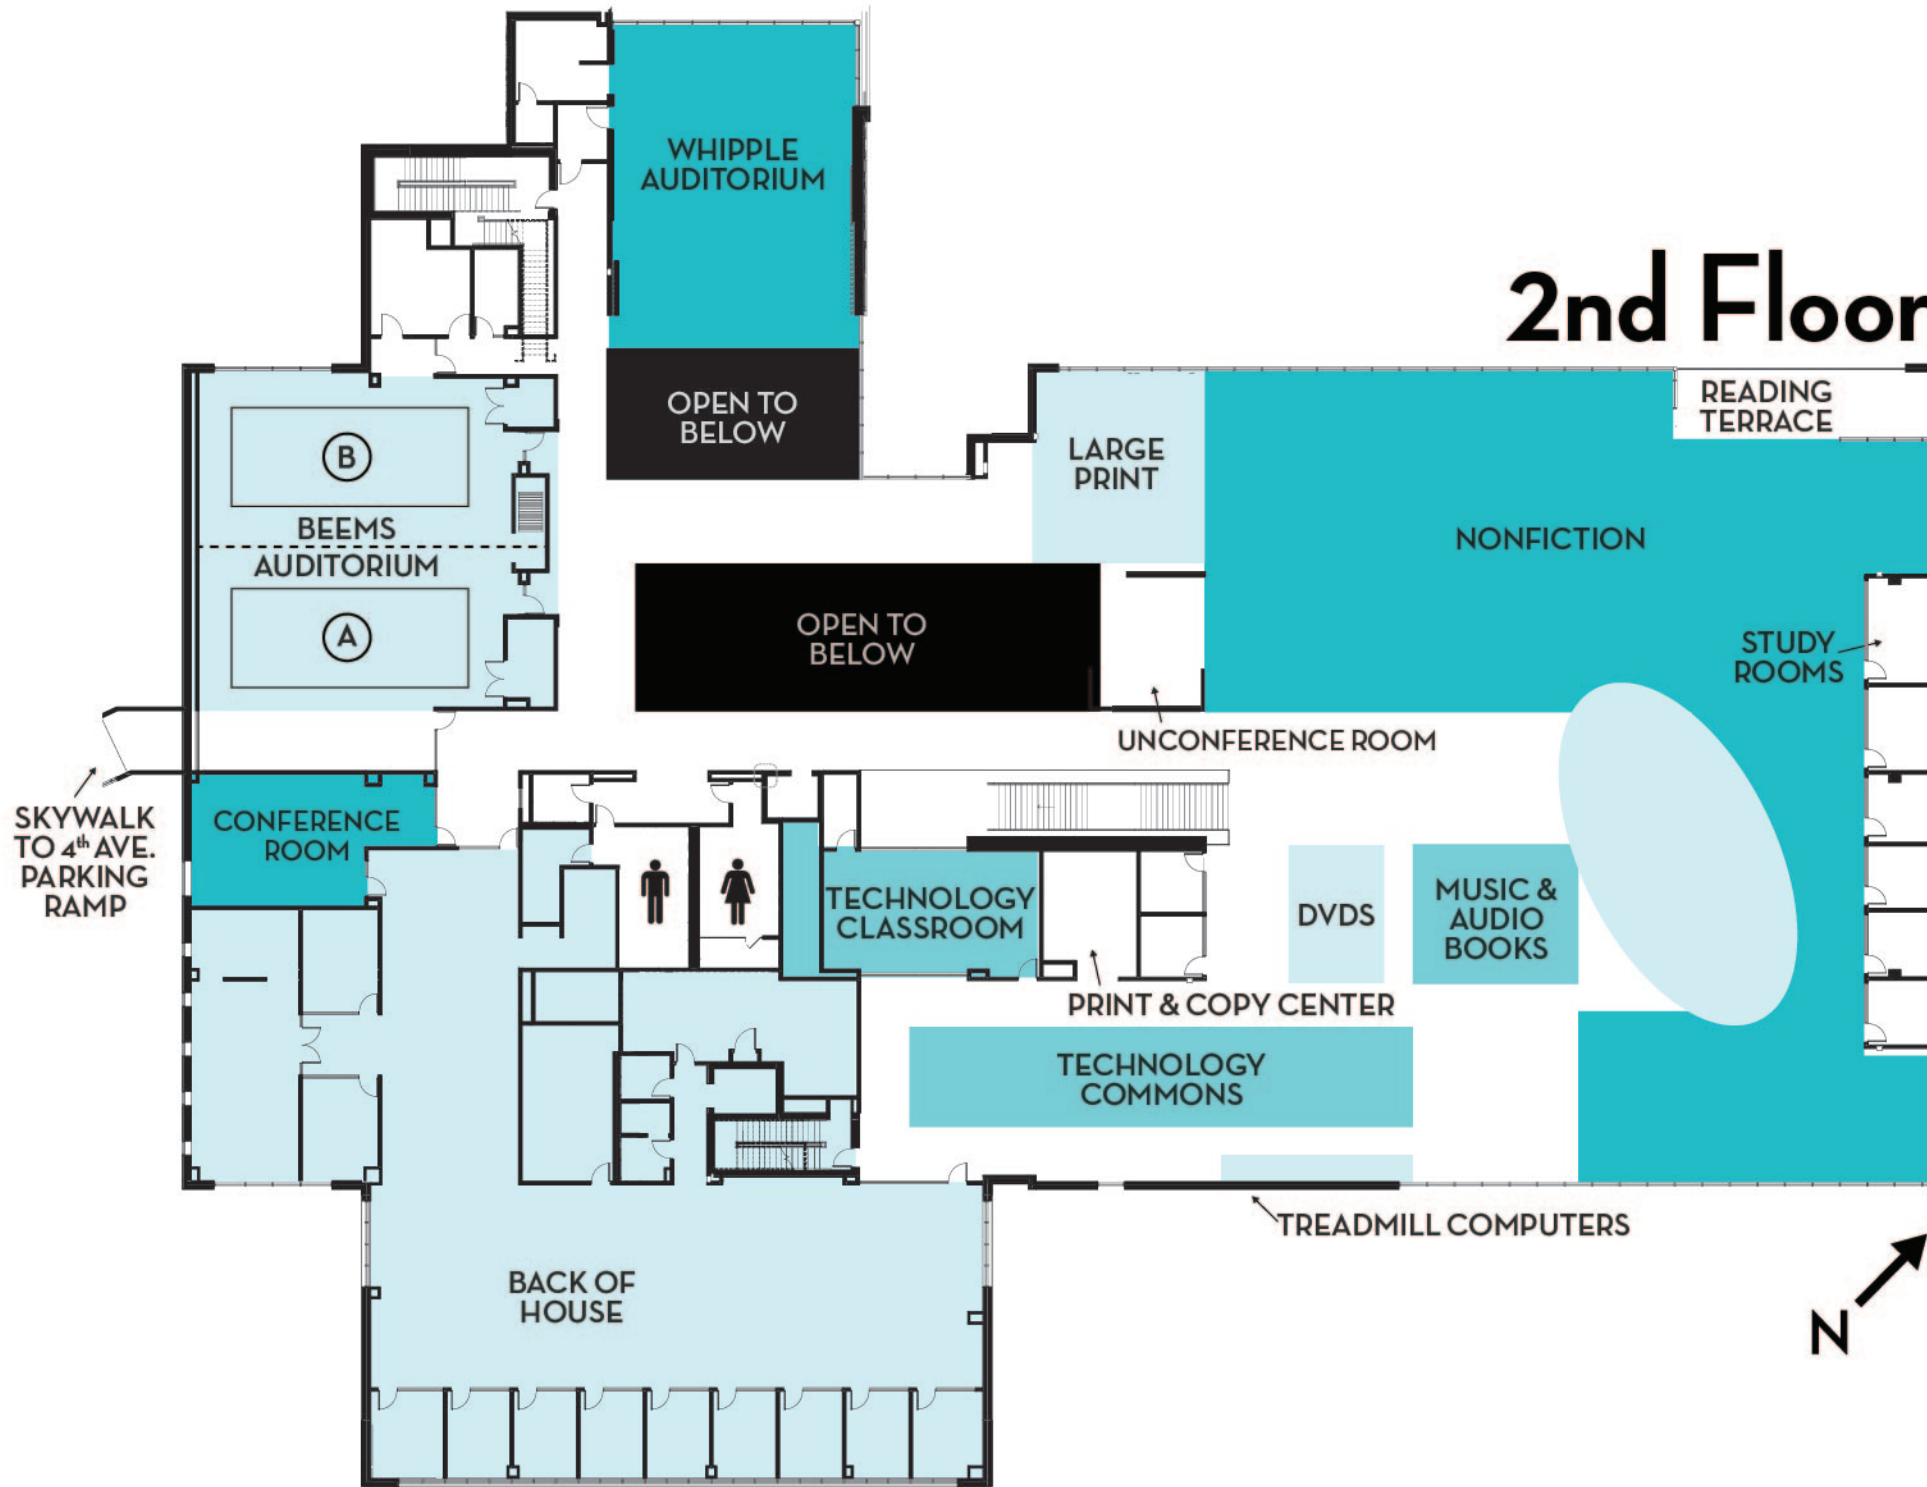 WHIPPLE
AUDITORIUM
2nd Floor
OPEN TO
BELOW
READING
TERRACE
LARGE
PRINT
B
BEEMS
AUDITORIUM
A
NONFICTION
OPEN TO
BELOW
STUDY
ROOMS
UNCONFERENCE ROOM
SKYWALK
TO 4th AVE.
PARKING
RAMP
CONFERENCE
ROOM
TECHNOLOGY
CLASSROOM
DVDS
MUSIC &
AUDIO
BOOKS
PRINT & COPY CENTER
TECHNOLOGY
COMMONS
TREADMILL COMPUTERS
BACK OF
HOUSE
N